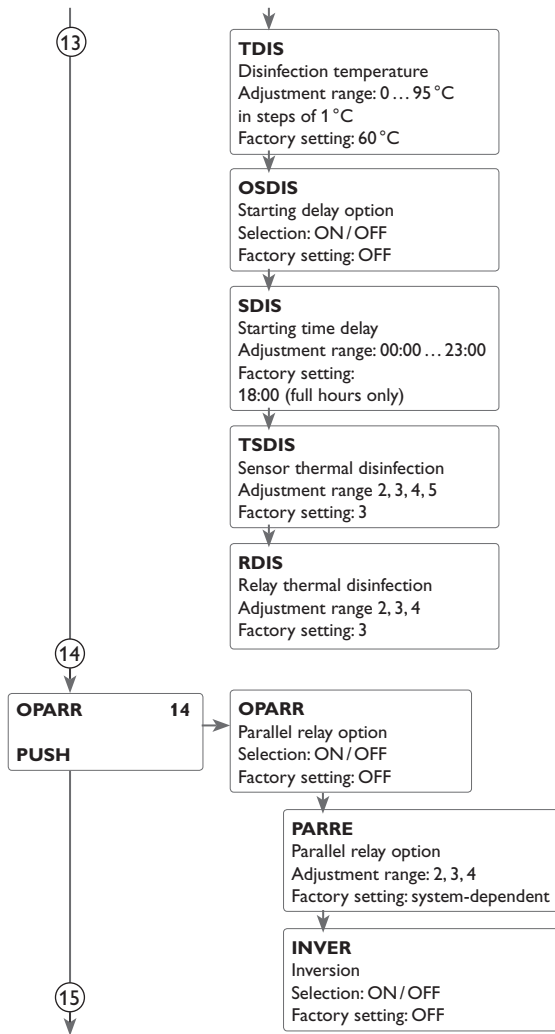 13
TDIS
Disinfection temperature
Adjustment range: 0 … 95 °C
in steps of 1 °C
Factory setting: 60 °C
OSDIS
Starting delay option
Selection: ON / OFF
Factory setting: OFF
SDIS
Starting time delay
Adjustment range: 00:00 … 23:00
Factory setting:
18:00 (full hours only)
TSDIS
Sensor thermal disinfection
Adjustment range 2, 3, 4, 5
Factory setting: 3
RDIS
Relay thermal disinfection
Adjustment range 2, 3, 4
Factory setting: 3
14
OPARR 14
PUSH
OPARR
Parallel relay option
Selection: ON / OFF
Factory setting: OFF
PARRE
Parallel relay option
Adjustment range: 2, 3, 4
Factory setting: system-dependent
INVER
Inversion
Selection: ON / OFF
Factory setting: OFF
15